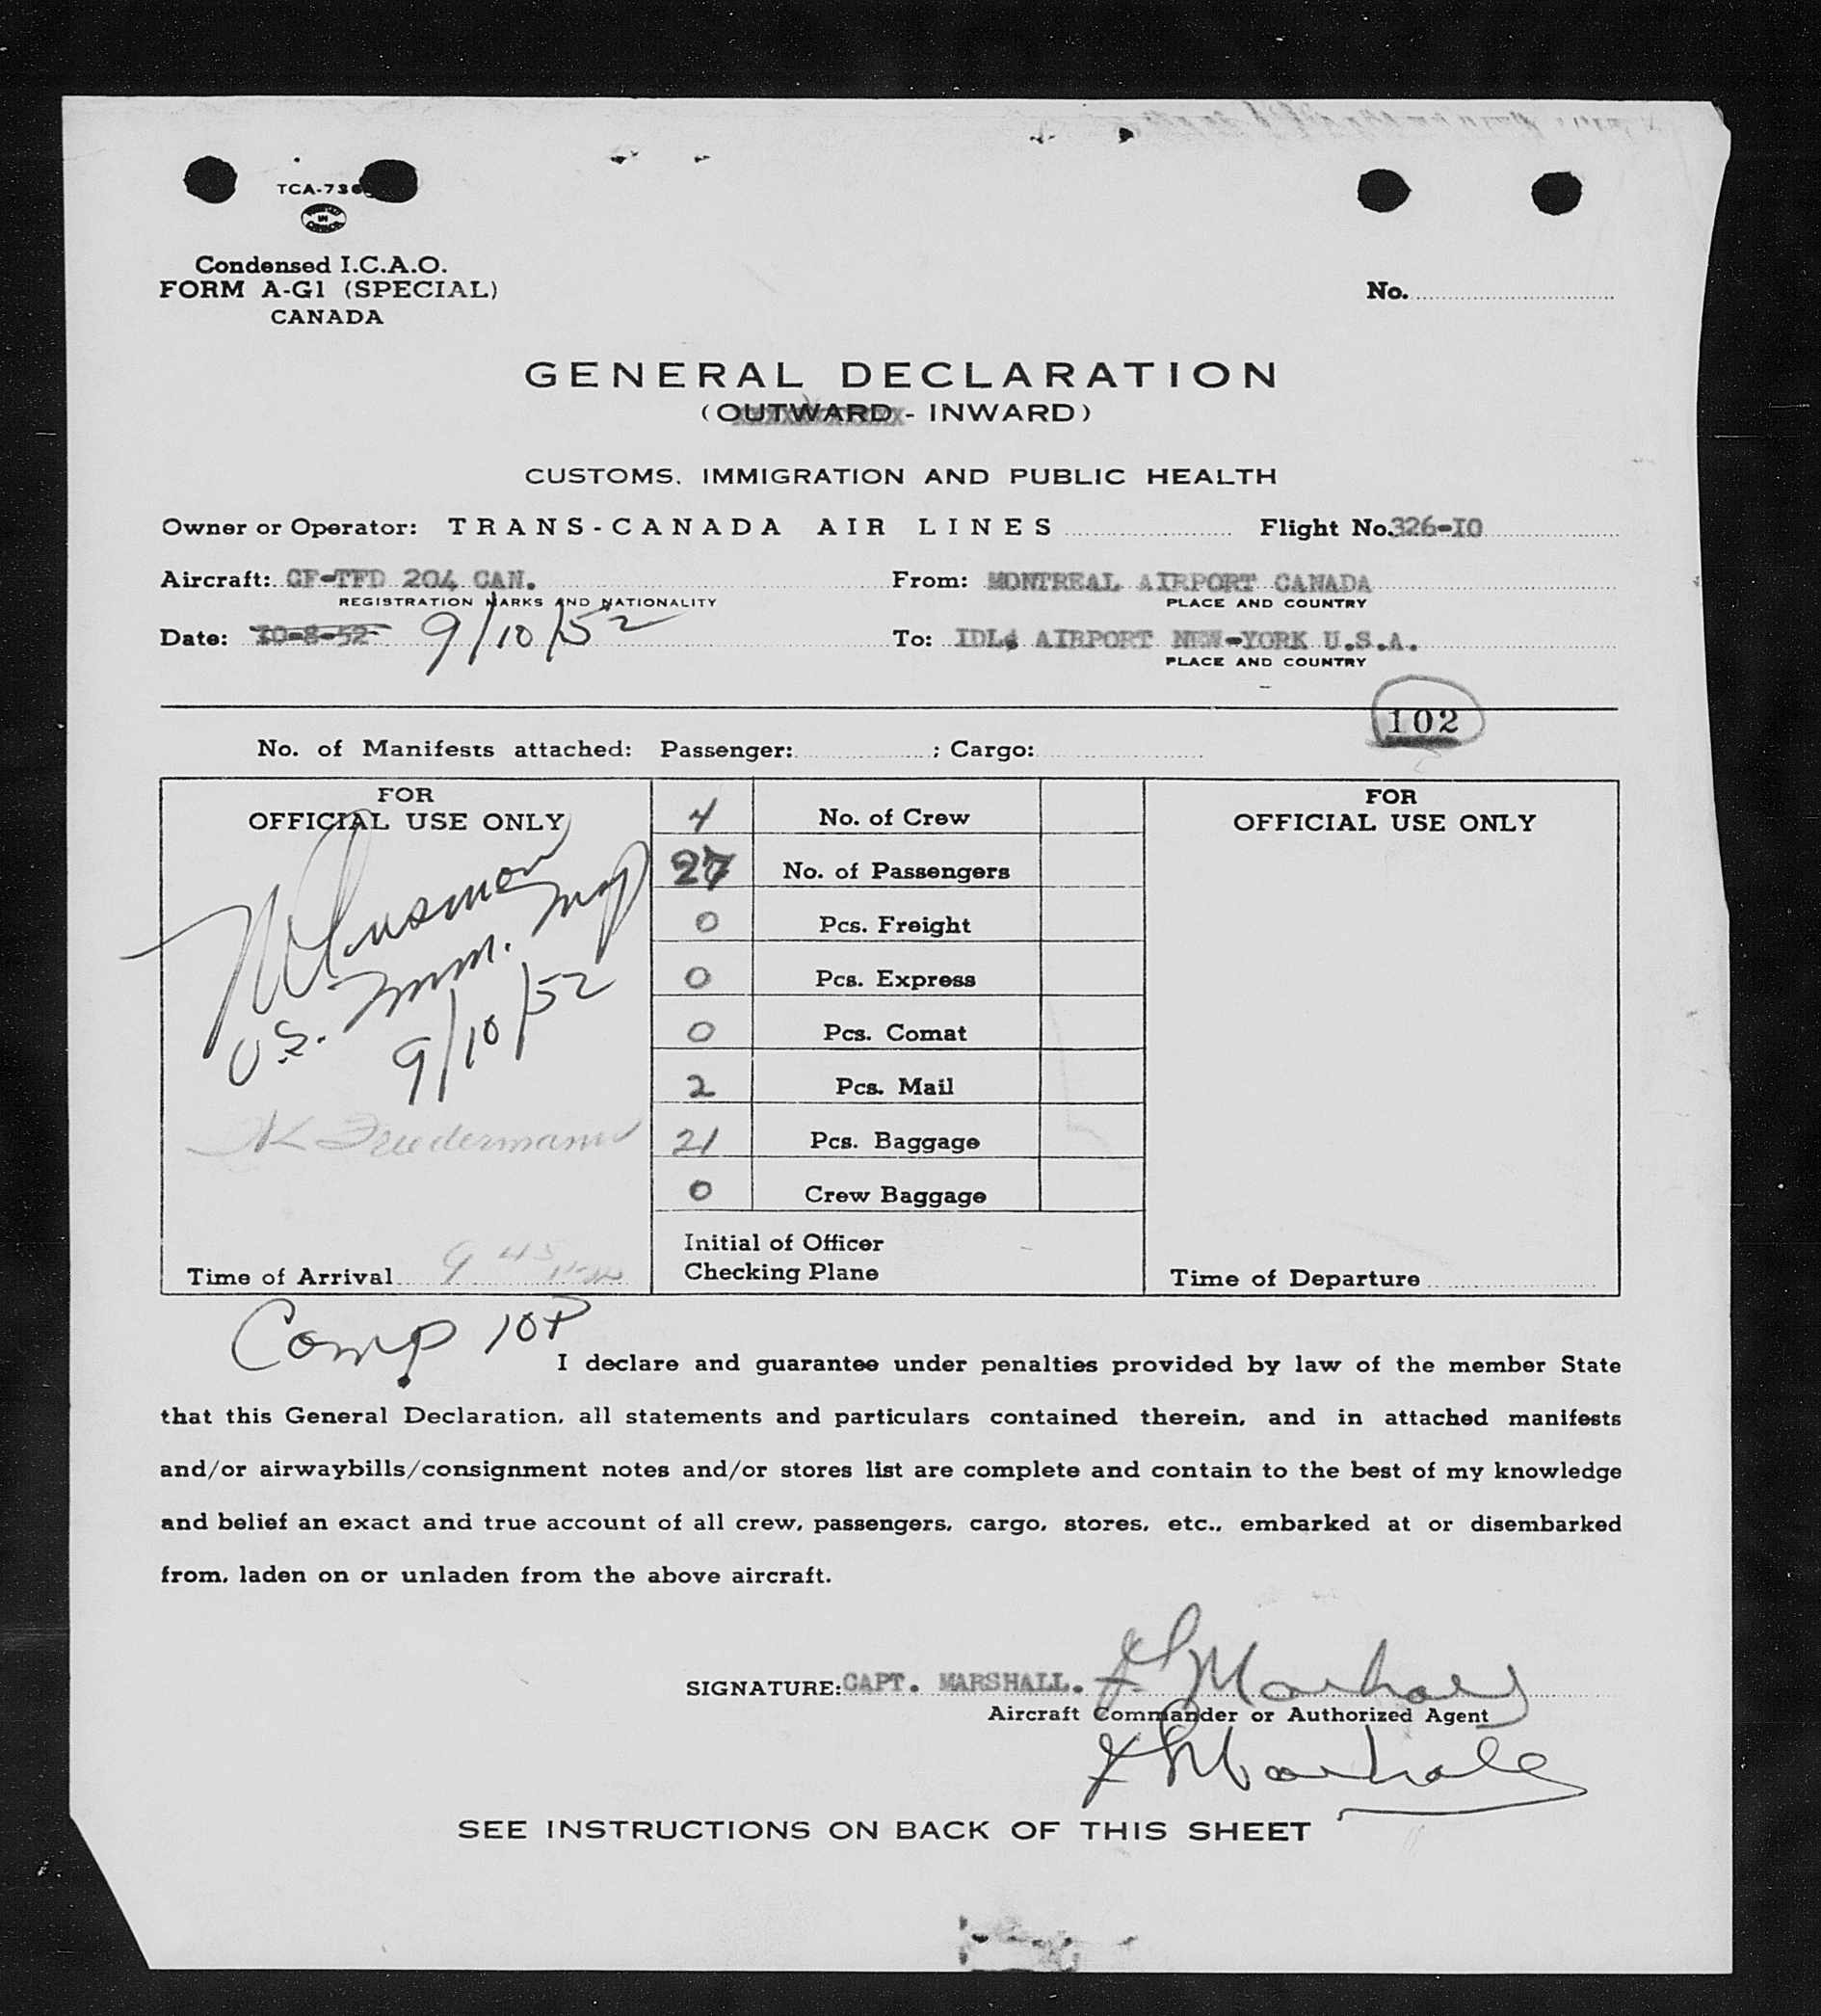 TCA-736
Condensed I.C.A.O.
FORM A-G1 (SPECIAL)
CANADA
No.
GENERAL DECLARATION
(OUTWARD - INWARD)
CUSTOMS, IMMIGRATION AND PUBLIC HEALTH
Owner or Operator: TRANS-CANADA AIR LINES Flight No. 326-I0
Aircraft: CF-TFD 204 CAN. From: MONTREAL AIRPORT CANADA
REGISTRATION MARKS AND NATIONALITY PLACE AND COUNTRY
Date: I0-8-52 9/10/52 To: IDL AIRPORT NEW-YORK U.S.A.
PLACE AND COUNTRY
102
No. of Manifests attached: Passenger: ; Cargo:
FOR
OFFICIAL USE ONLY
U.S. Imm. Insp
9/10/52
Friedermann
Time of Arrival 9 45 pm
4 No. of Crew
27 No. of Passengers
0 Pcs. Freight
0 Pcs. Express
0 Pcs. Comat
2 Pcs. Mail
21 Pcs. Baggage
0 Crew Baggage
Initial of Officer
Checking Plane
FOR
OFFICIAL USE ONLY
Time of Departure
Comp 10P
I declare and guarantee under penalties provided by law of the member State
that this General Declaration, all statements and particulars contained therein, and in attached manifests
and/or airwaybills/consignment notes and/or stores list are complete and contain to the best of my knowledge
and belief an exact and true account of all crew, passengers, cargo, stores, etc., embarked at or disembarked
from, laden on or unladen from the above aircraft.
SIGNATURE: CAPT. MARSHALL. Marshall
Aircraft Commander or Authorized Agent
Marshall
SEE INSTRUCTIONS ON BACK OF THIS SHEET